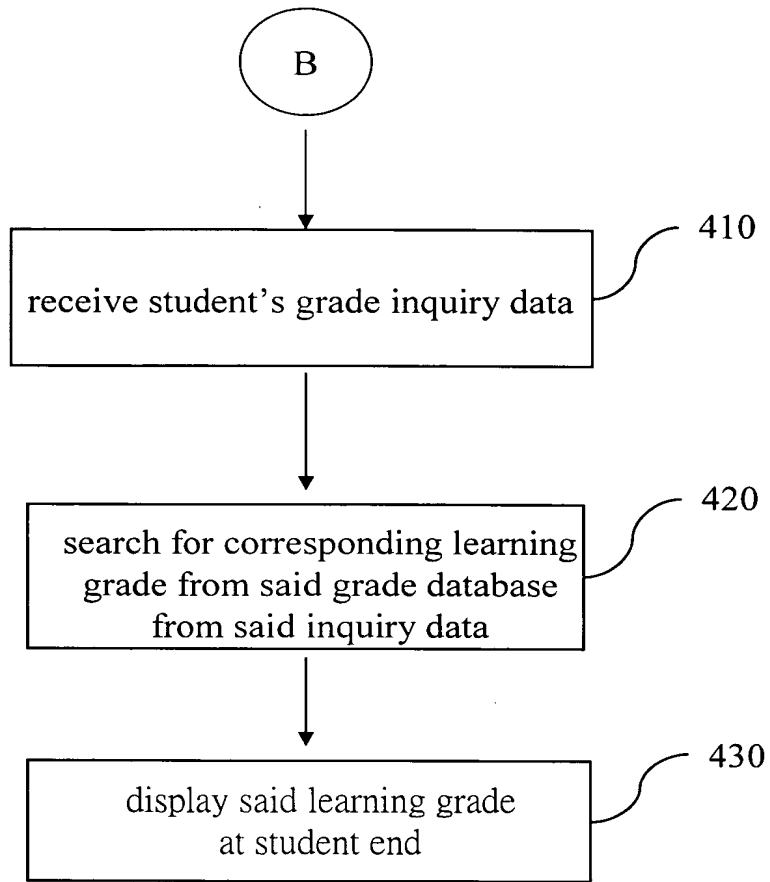 B
410
receive student’s grade inquiry data
420
search for corresponding learning
grade from said grade database
from said inquiry data
430
display said learning grade
at student end